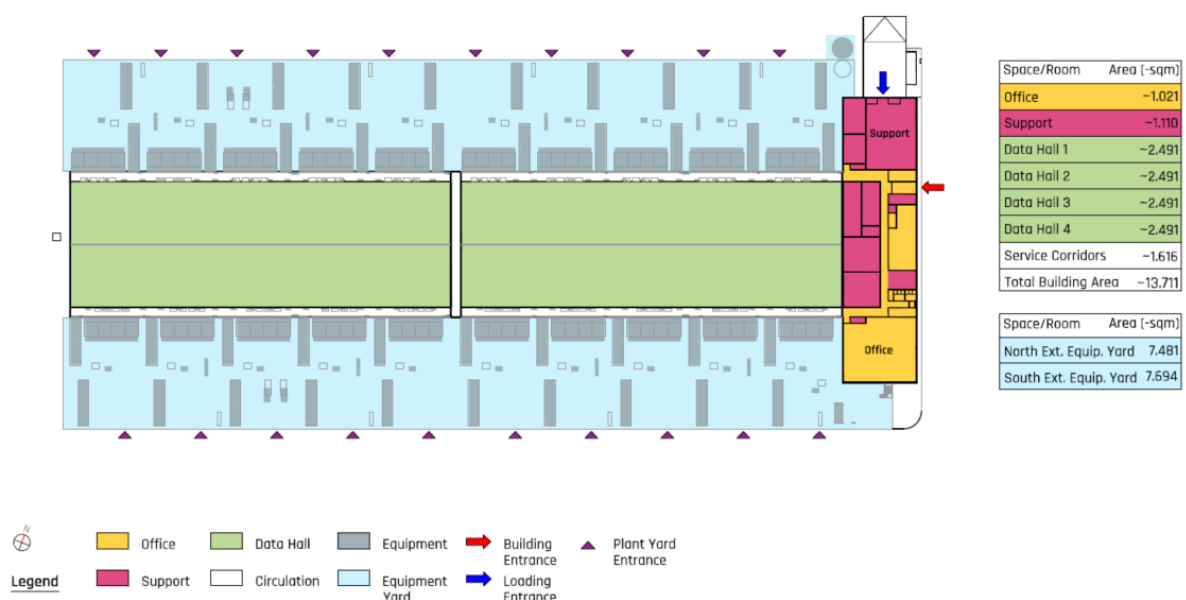 Support
Office
Space/Room Area (-sqm)
Office ~1.021
Support ~1.110
Data Hall 1 ~2.491
Data Hall 2 ~2.491
Data Hall 3 ~2.491
Data Hall 4 ~2.491
Service Corridors ~1.616
Total Building Area ~13.711
Space/Room Area (-sqm)
North Ext. Equip. Yard 7.481
South Ext. Equip. Yard 7.694
N
Legend
Office
Support
Data Hall
Circulation
Equipment
Equipment
Yard
Building
Entrance
Loading
Entrance
Plant Yard
Entrance